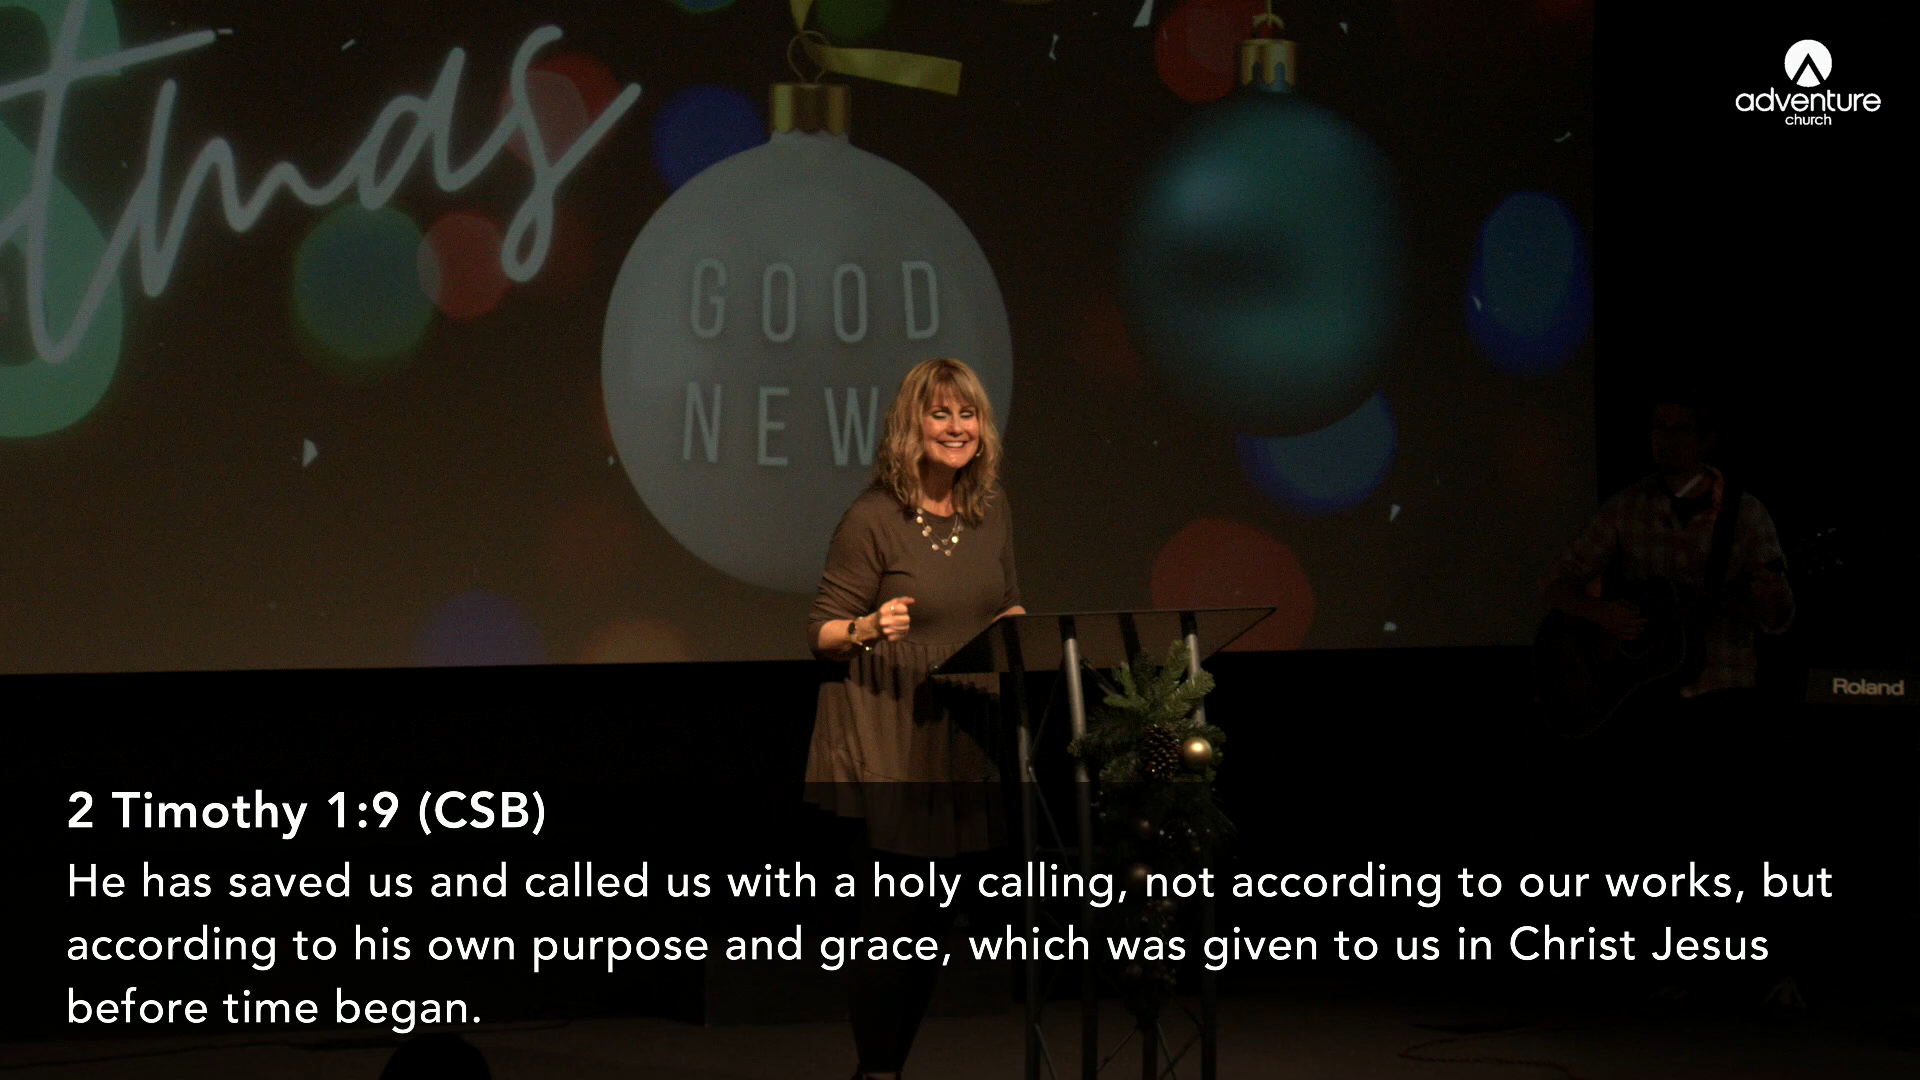 tmas
adventure
church
GOOD
NEW
Roland
2 Timothy 1:9 (CSB)
He has saved us and called us with a holy calling, not according to our works, but
according to his own purpose and grace, which was given to us in Christ Jesus
before time began.